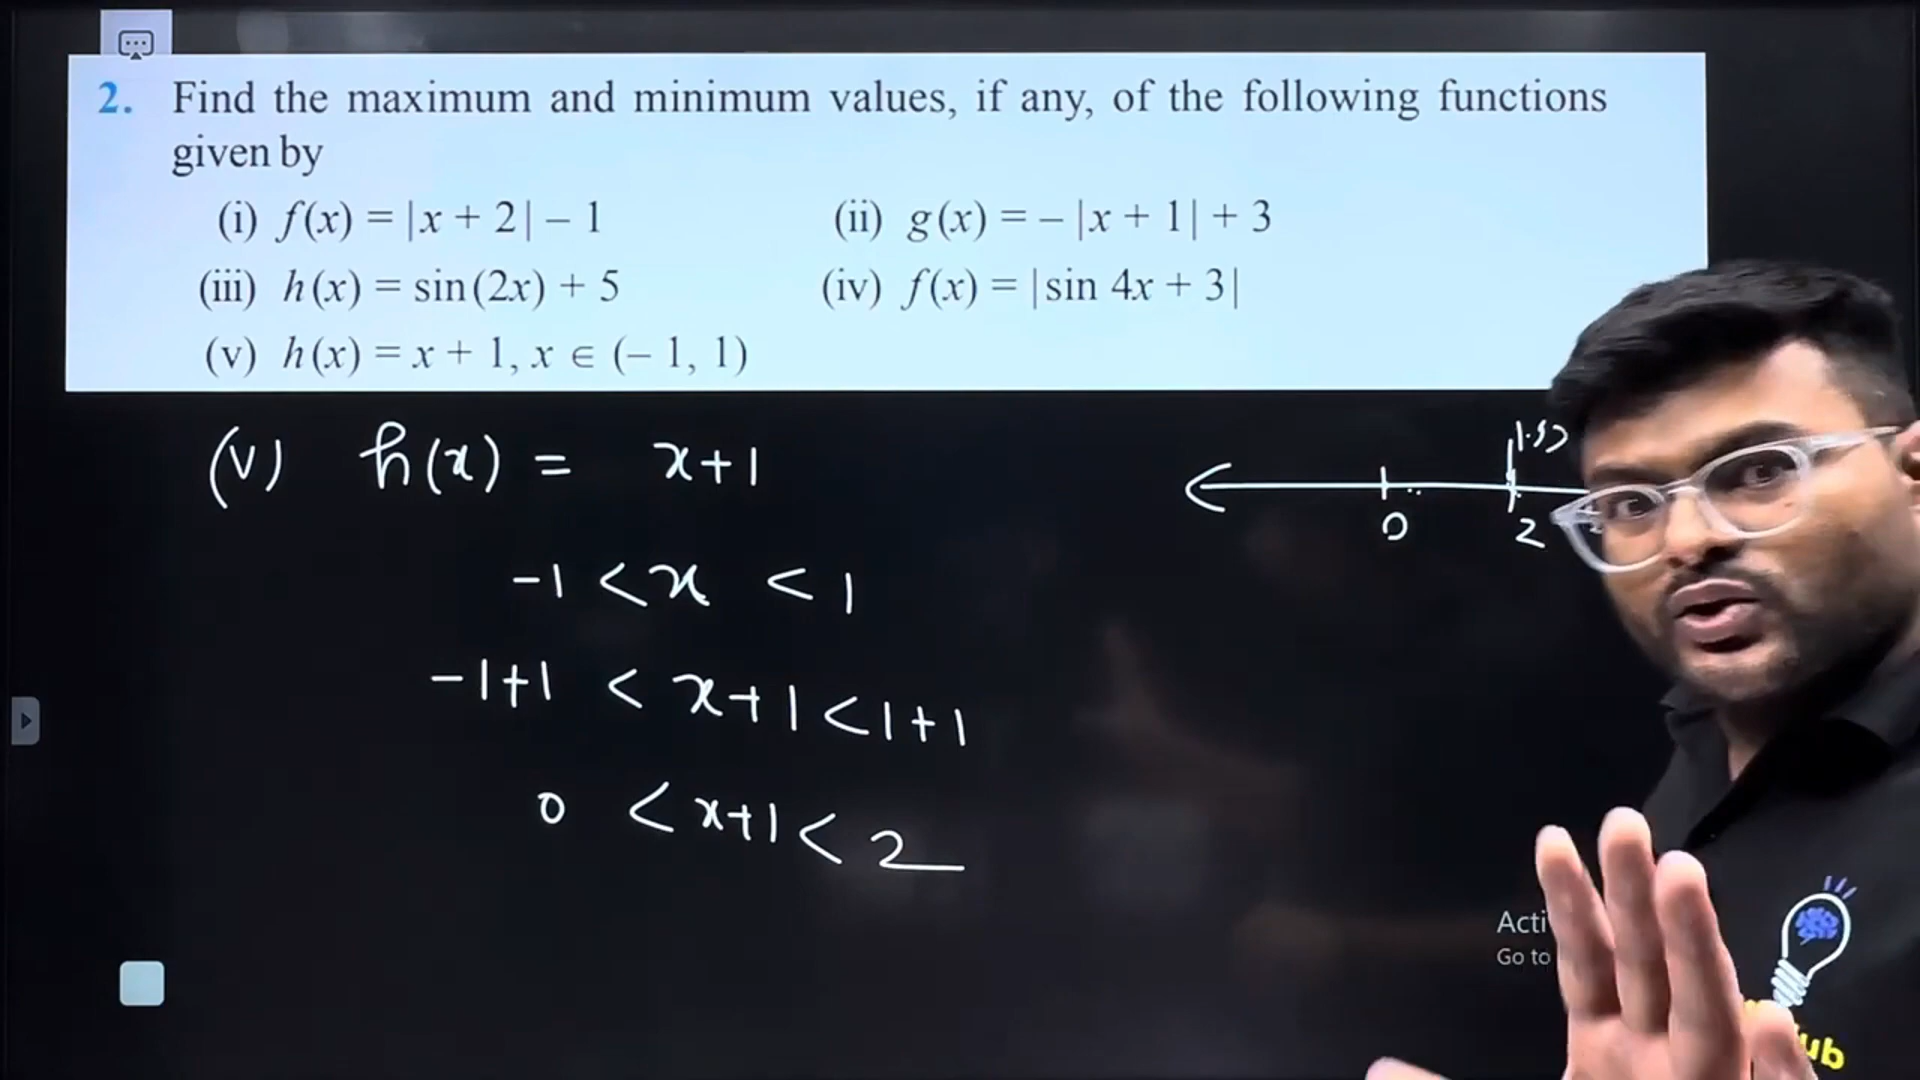 2. Find the maximum and minimum values, if any, of the following functions
given by
(i) f(x) = |x + 2| – 1 (ii) g(x) = – |x + 1| + 3
(iii) h(x) = sin(2x) + 5 (iv) f(x) = |sin 4x + 3|
(v) h(x) = x + 1, x ∈ (– 1, 1)
(v) h(x) = x+1
0 2
-1 < x < 1
-1+1 < x+1 < 1+1
0 < x+1 < 2
Acti
Go to